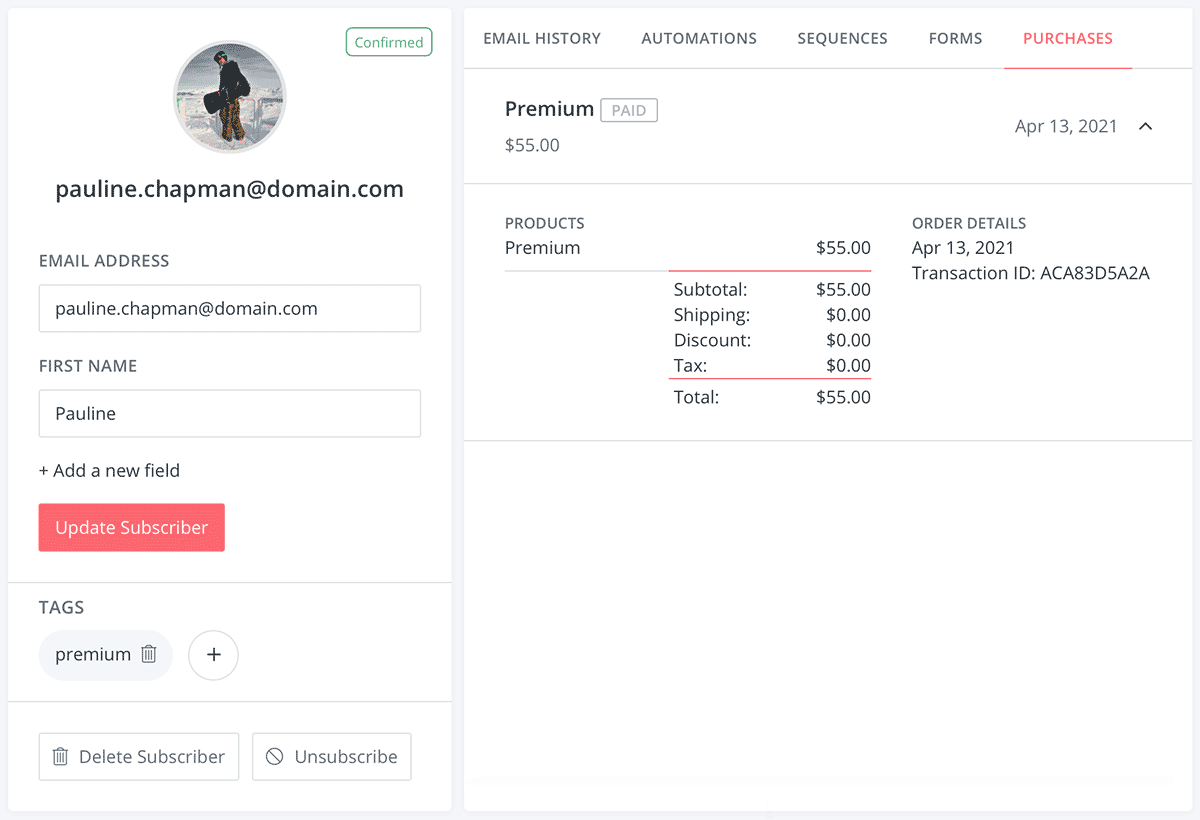 Confirmed
pauline.chapman@domain.com
EMAIL ADDRESS
pauline.chapman@domain.com
FIRST NAME
Pauline
+ Add a new field
Update Subscriber
TAGS
premium
+
Delete Subscriber Unsubscribe
EMAIL HISTORY AUTOMATIONS SEQUENCES FORMS PURCHASES
Premium PAID
$55.00
Apr 13, 2021
PRODUCTS
Premium $55.00
Subtotal: $55.00
Shipping: $0.00
Discount: $0.00
Tax: $0.00
Total: $55.00
ORDER DETAILS
Apr 13, 2021
Transaction ID: ACA83D5A2A